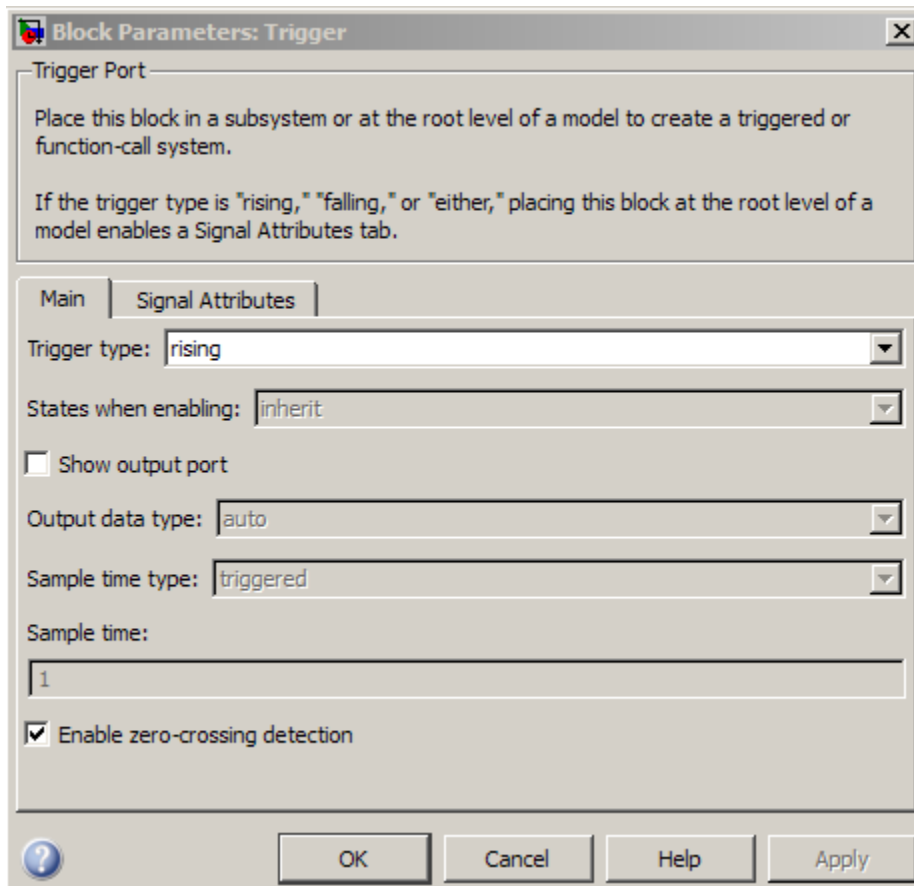 Block Parameters: Trigger
Trigger Port
Place this block in a subsystem or at the root level of a model to create a triggered or
function-call system.
If the trigger type is "rising," "falling," or "either," placing this block at the root level of a
model enables a Signal Attributes tab.
Main
Signal Attributes
Trigger type: rising
States when enabling: inherit
Show output port
Output data type: auto
Sample time type: triggered
Sample time:
1
Enable zero-crossing detection
OK
Cancel
Help
Apply